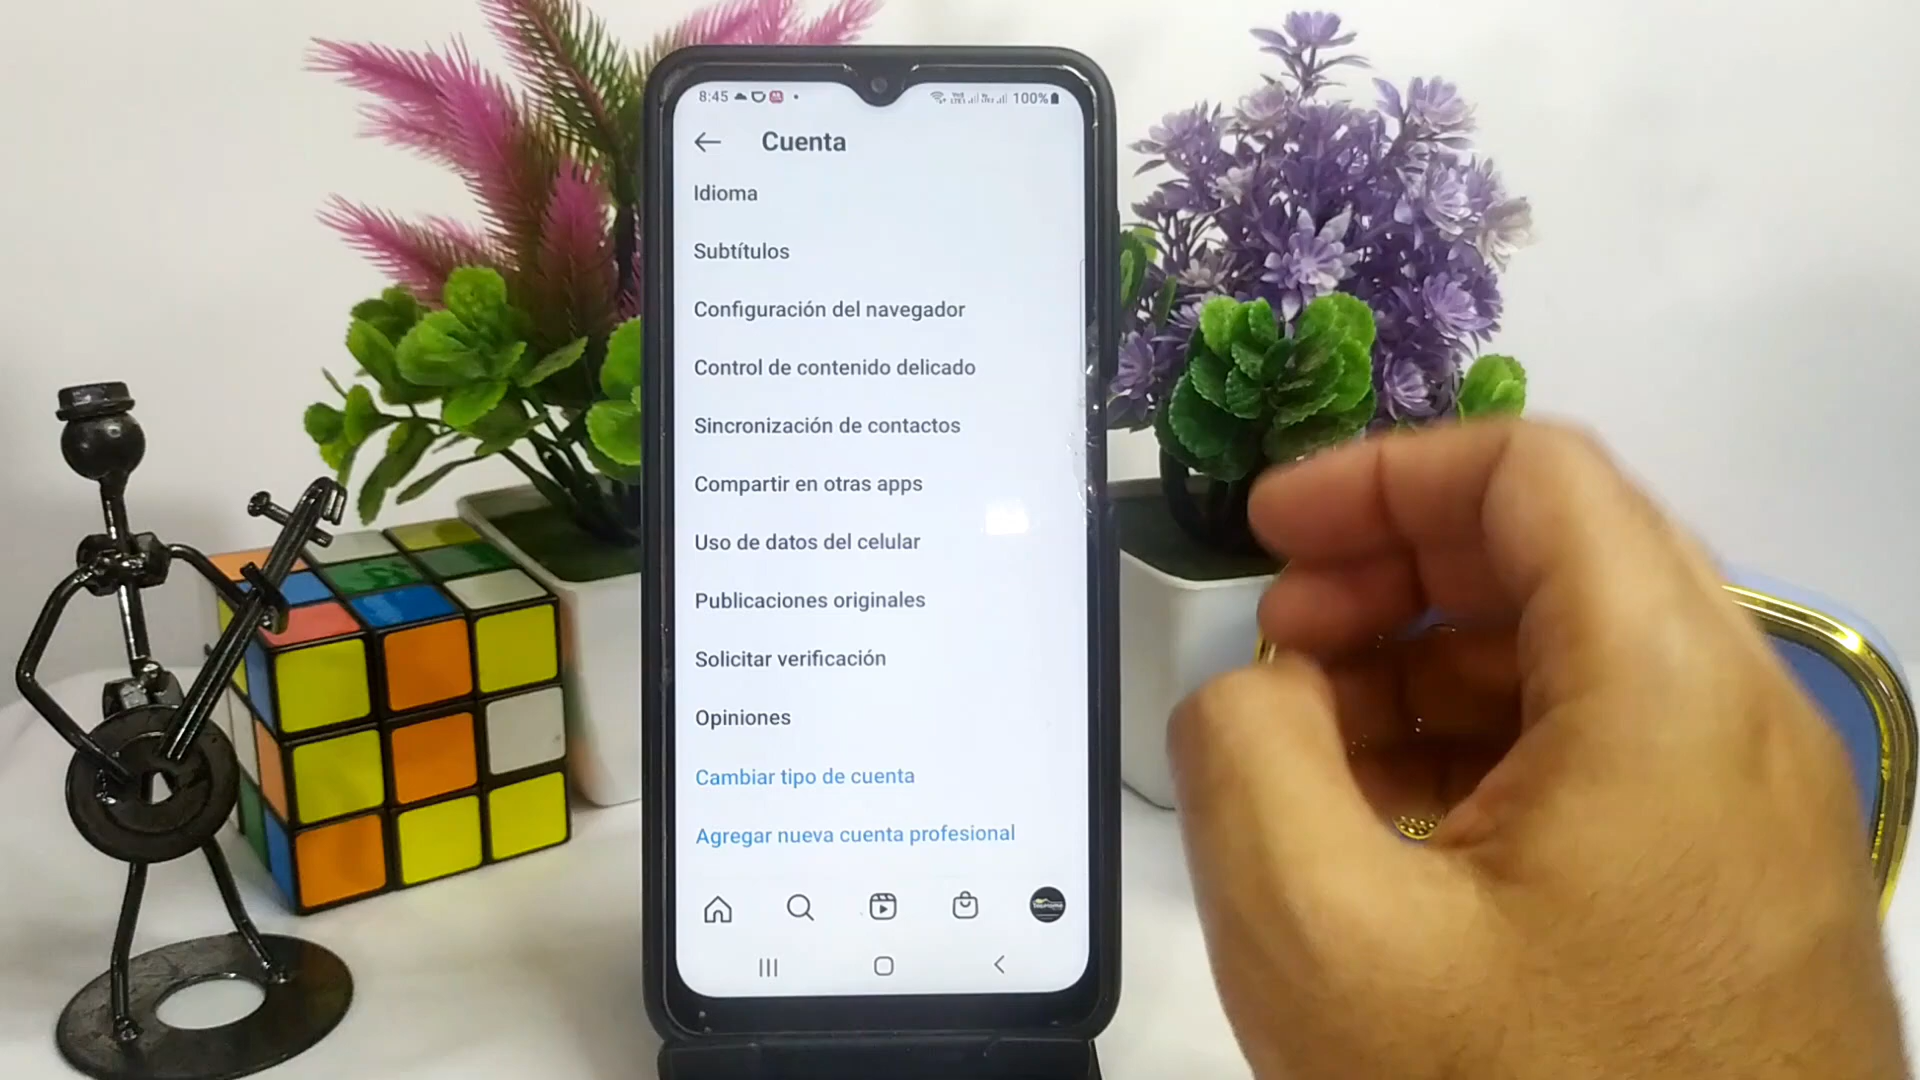 8:45
100%
Cuenta
Idioma
Subtítulos
Configuración del navegador
Control de contenido delicado
Sincronización de contactos
Compartir en otras apps
Uso de datos del celular
Publicaciones originales
Solicitar verificación
Opiniones
Cambiar tipo de cuenta
Agregar nueva cuenta profesional